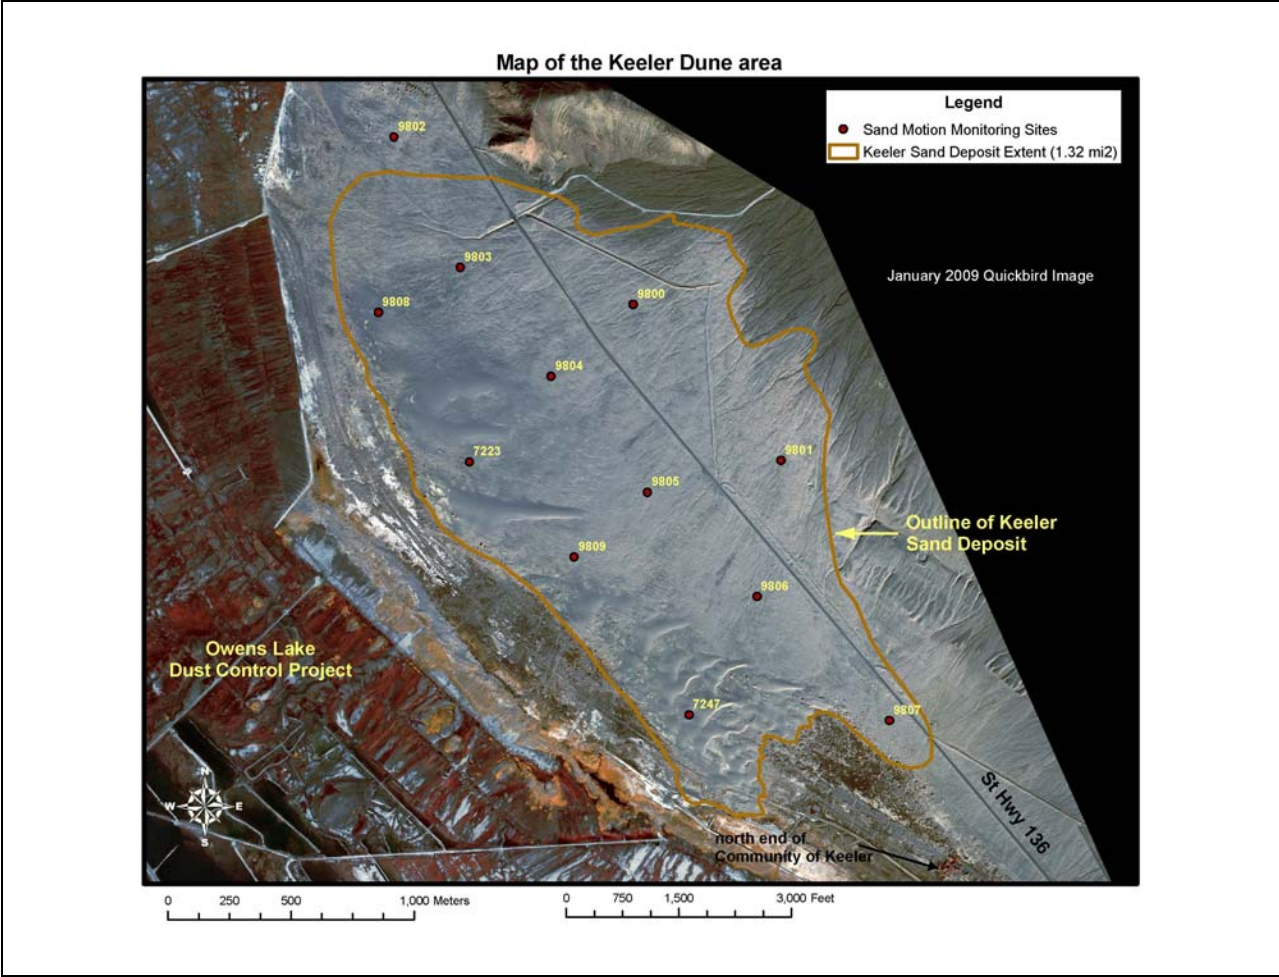 Map of the Keeler Dune area
Legend
Sand Motion Monitoring Sites
Keeler Sand Deposit Extent (1.32 mi2)
9802
9803
9800
January 2009 Quickbird Image
9808
9804
7223
9801
9805
Outline of Keeler
Sand Deposit
9809
9806
Owens Lake
Dust Control Project
7247
9807
N
W
E
S
St Hwy 136
north end of
Community of Keeler
0 250 500 1,000 Meters
0 750 1,500 3,000 Feet